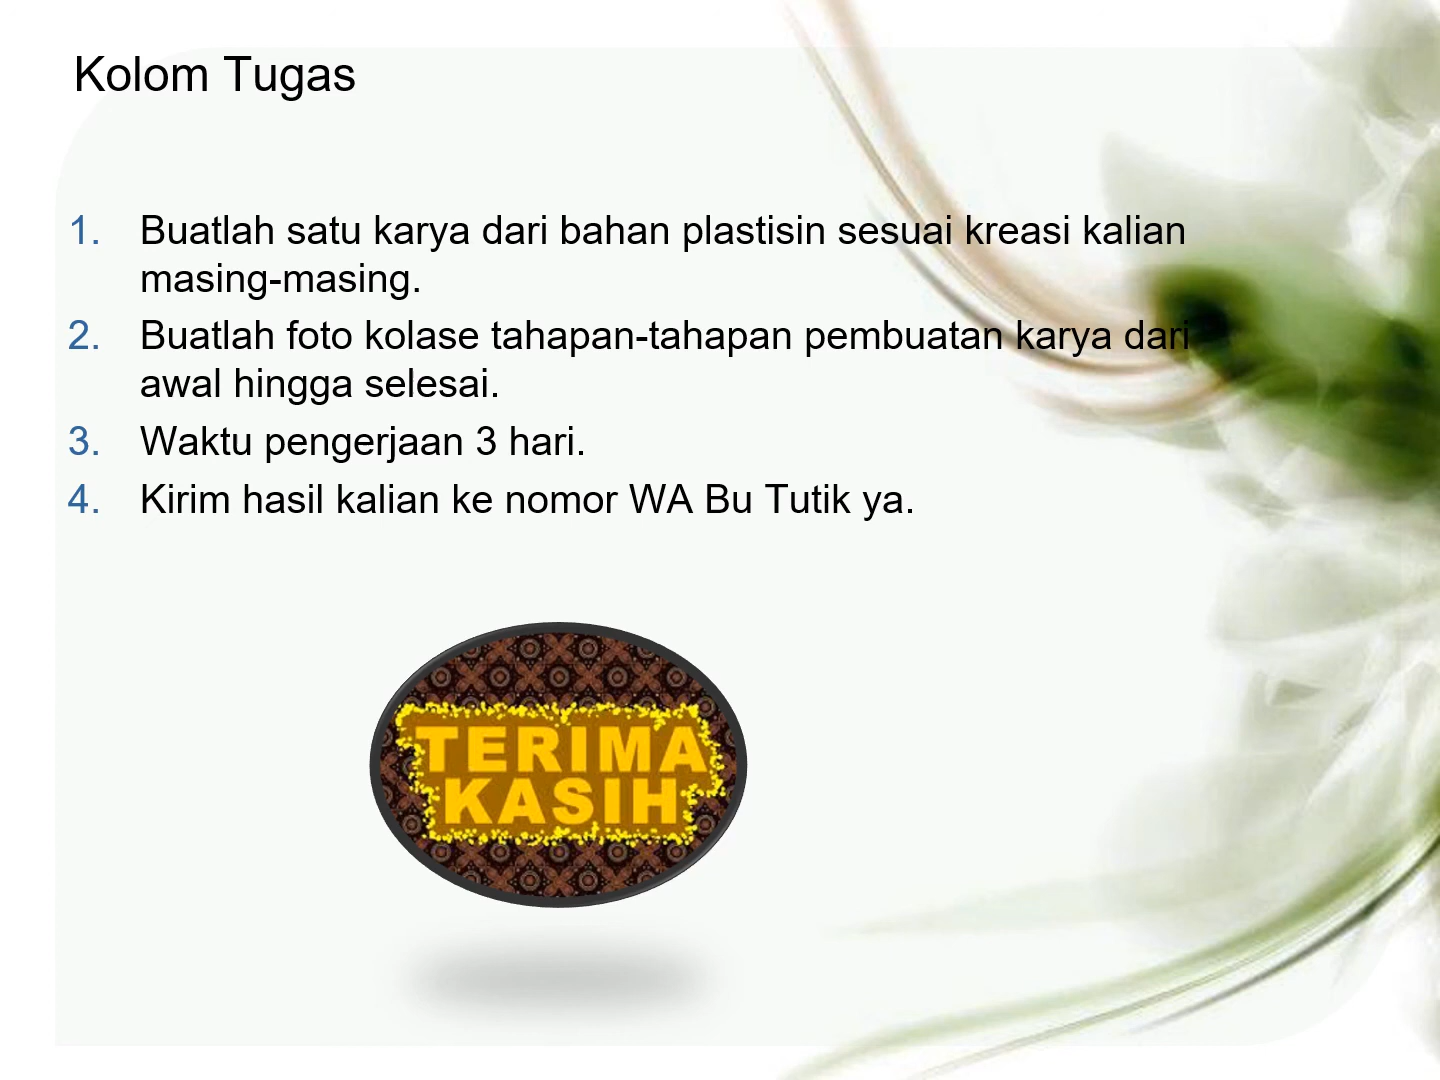 Kolom Tugas
1. Buatlah satu karya dari bahan plastisin sesuai kreasi kalian
masing-masing.
2. Buatlah foto kolase tahapan-tahapan pembuatan karya dari
awal hingga selesai.
3. Waktu pengerjaan 3 hari.
4. Kirim hasil kalian ke nomor WA Bu Tutik ya.
TERIMA
KASIH